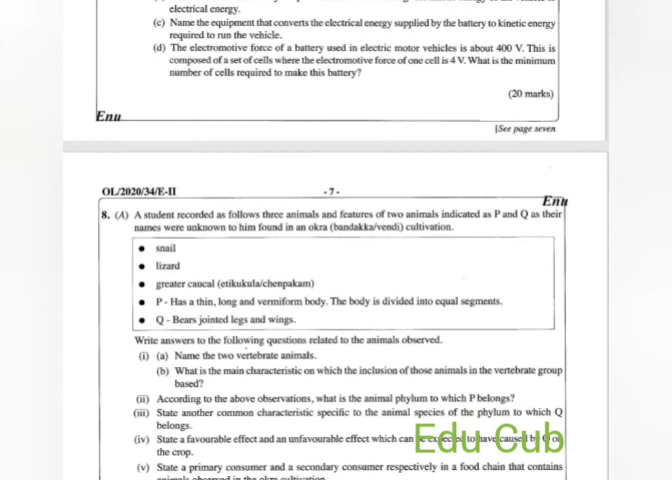 electrical energy.
(c) Name the equipment that converts the electrical energy supplied by the battery to kinetic energy
required to run the vehicle.
(d) The electromotive force of a battery used in electric motor vehicles is about 400 V. This is
composed of a set of cells where the electromotive force of one cell is 4 V. What is the minimum
number of cells required to make this battery?
(20 marks)
Enu
[See page seven
OL/2020/34/E-II
- 7 -
Enu
8. (A) A student recorded as follows three animals and features of two animals indicated as P and Q as their
names were unknown to him found in an okra (bandakka/vendi) cultivation.
• snail
• lizard
• greater caucal (etikukula/chenpakam)
• P - Has a thin, long and vermiform body. The body is divided into equal segments.
• Q - Bears jointed legs and wings.
Write answers to the following questions related to the animals observed.
(i) (a) Name the two vertebrate animals.
(b) What is the main characteristic on which the inclusion of those animals in the vertebrate group
based?
(ii) According to the above observations, what is the animal phylum to which P belongs?
(iii) State another common characteristic specific to the animal species of the phylum to which Q
belongs.
(iv) State a favourable effect and an unfavourable effect which can to have
the crop.
Edu Cub
(v) State a primary consumer and a secondary consumer respectively in a food chain that contains